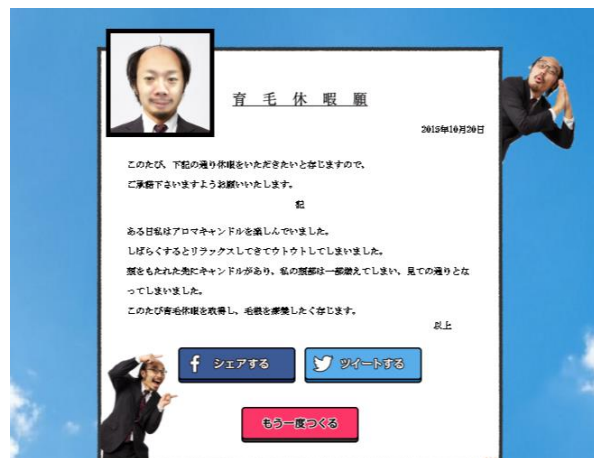 育毛休暇願
2015年10月20日
このたび、下記の通り休暇をいただきたいと存じますので、
ご承諾下さいますようお願いいたします。
記
ある日私はアロマキャンドルを楽しんでいました。
しばらくするとリラックスしてきてウトウトしてしまいました。
頭をもたれた先にキャンドルがあり、私の頭部は一部燃えてしまい、見ての通りとな
ってしまいました。
このたび育毛休暇を取得し、毛根を療養したく存じます。
以上
f シェアする
ツイートする
もう一度つくる